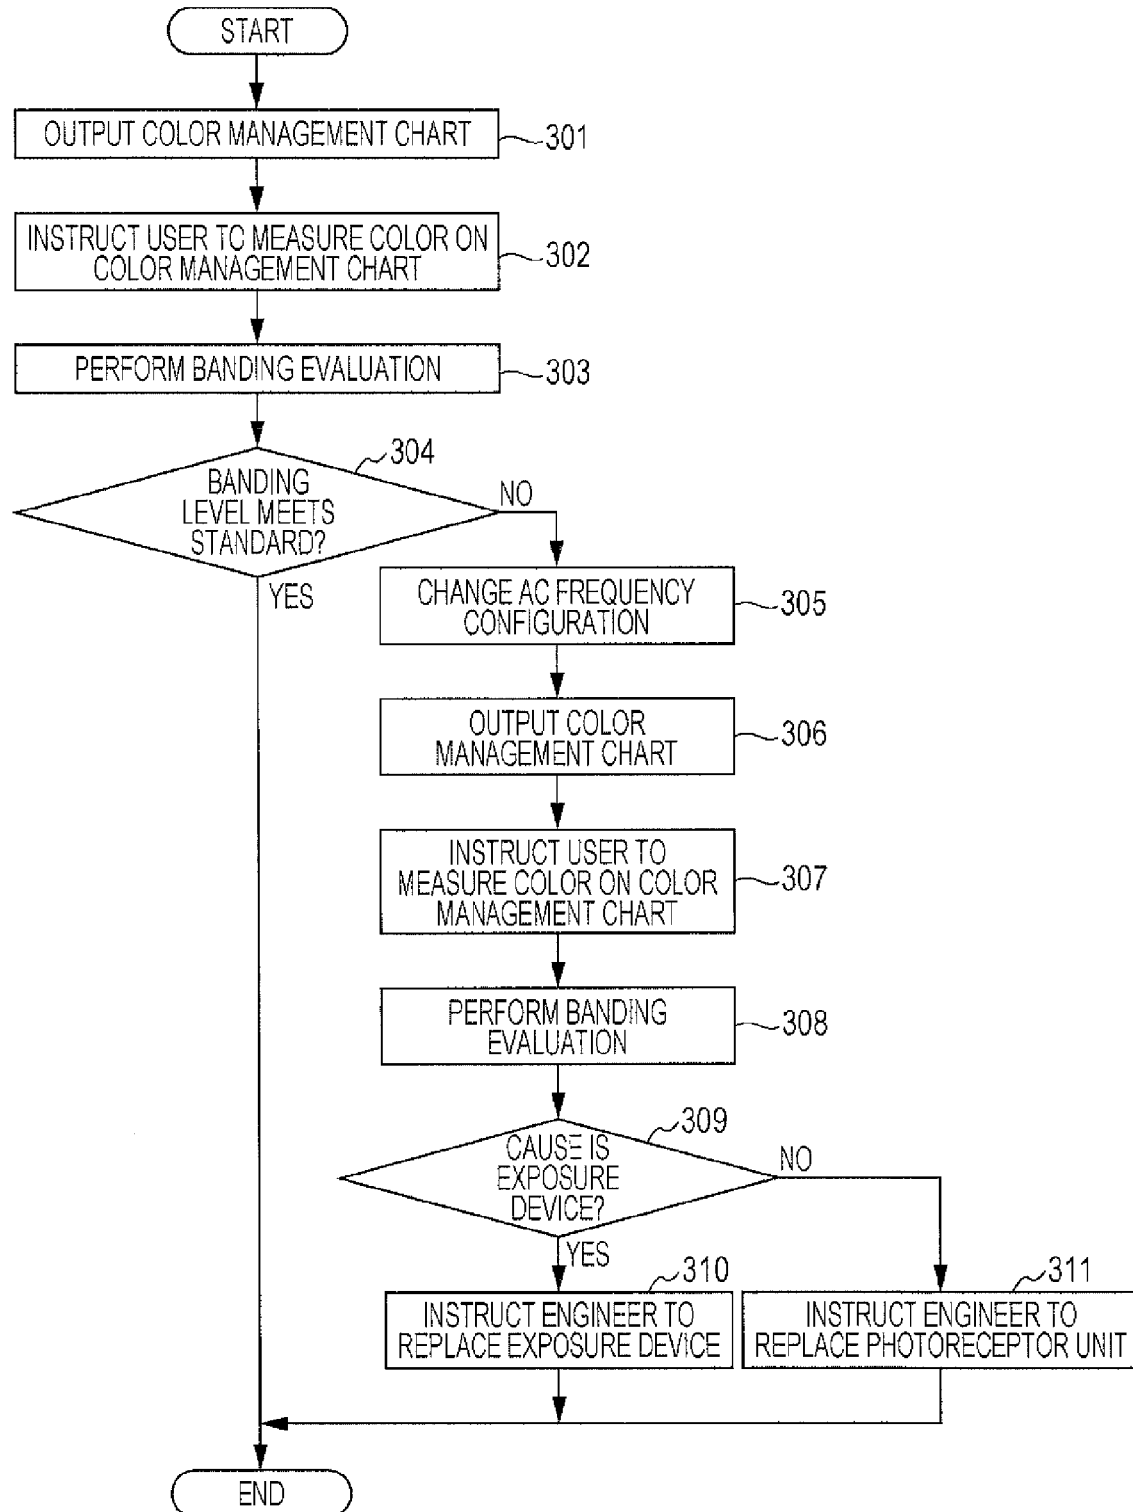 START
OUTPUT COLOR MANAGEMENT CHART
301
INSTRUCT USER TO MEASURE COLOR ON
COLOR MANAGEMENT CHART
302
PERFORM BANDING EVALUATION
303
304
BANDING
LEVEL MEETS
STANDARD?
NO
YES
CHANGE AC FREQUENCY
CONFIGURATION
305
OUTPUT COLOR
MANAGEMENT CHART
306
INSTRUCT USER TO
MEASURE COLOR ON COLOR
MANAGEMENT CHART
307
PERFORM BANDING
EVALUATION
308
309
CAUSE IS
EXPOSURE
DEVICE?
NO
YES
310
INSTRUCT ENGINEER TO
REPLACE EXPOSURE DEVICE
311
INSTRUCT ENGINEER TO
REPLACE PHOTORECEPTOR UNIT
END